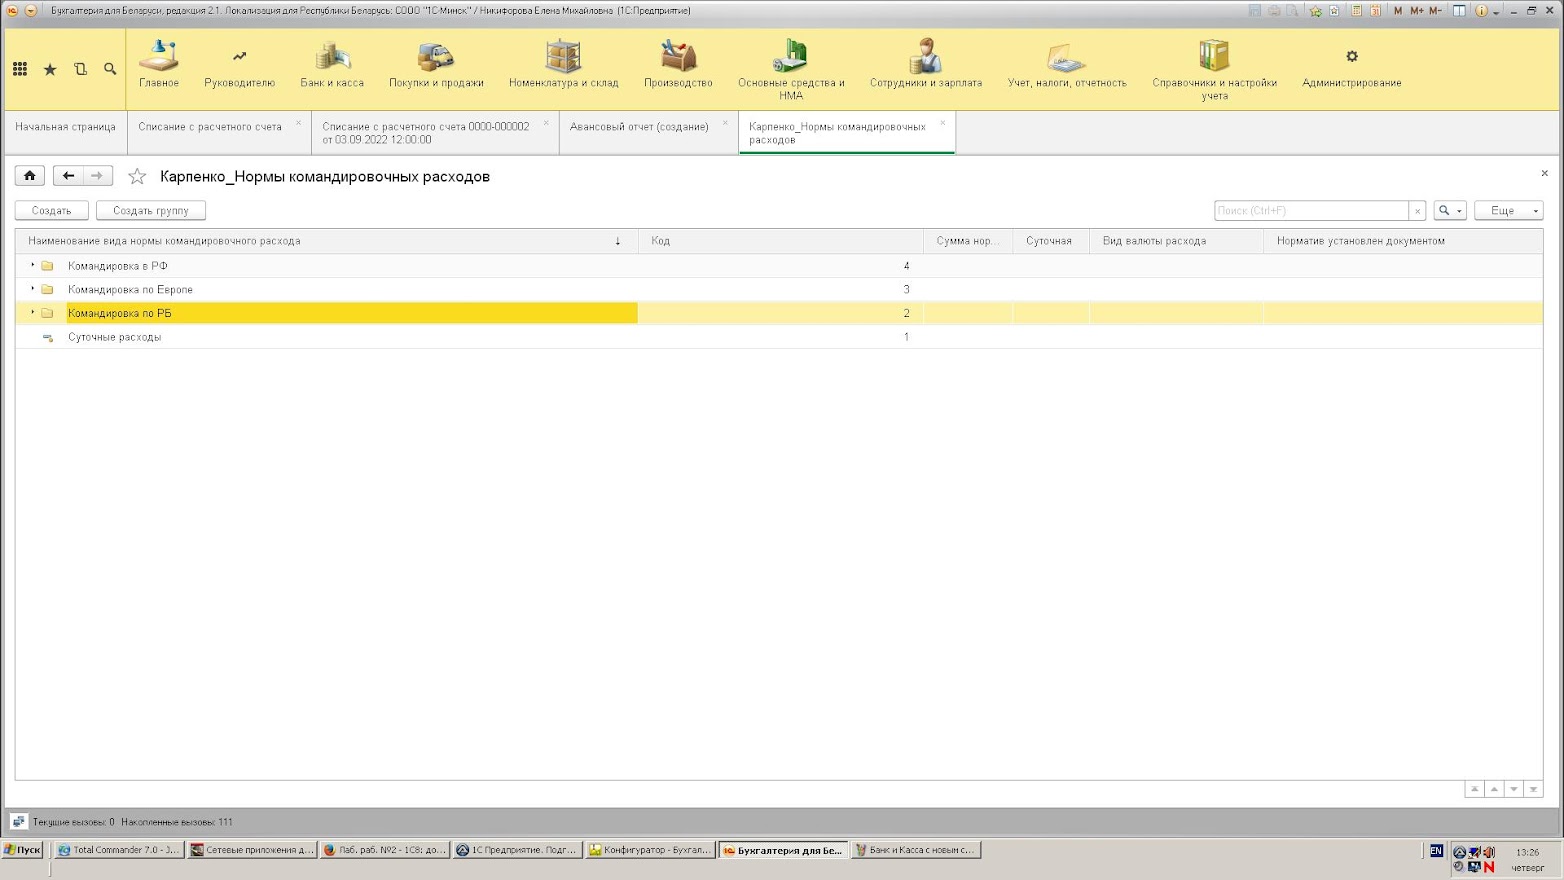 Бухгалтерия для Беларуси, редакция 2.1. Локализация для Республики Беларусь: СООО "1С-Минск" / Никифорова Елена Михайловна (1С:Предприятие)
M M+ M-
Главное
Руководителю
Банк и касса
Покупки и продажи
Номенклатура и склад
Производство
Основные средства и
НМА
Сотрудники и зарплата
Учет, налоги, отчетность
Справочники и настройки
учета
Администрирование
Начальная страница
Списание с расчетного счета
Списание с расчетного счета 0000-000002
от 03.09.2022 12:00:00
Авансовый отчет (создание)
Карпенко_Нормы командировочных
расходов
Карпенко_Нормы командировочных расходов
Создать
Создать группу
Поиск (Ctrl+F)
Еще
Наименование вида нормы командировочного расхода
Код
Сумма нор...
Суточная
Вид валюты расхода
Норматив установлен документом
Командировка в РФ 4
Командировка по Европе 3
Командировка по РБ 2
Суточные расходы 1
Текущие вызовы: 0 Накопленные вызовы: 111
Пуск
Total Commander 7.0 - J...
Сетевые приложения д...
Лаб. раб. №2 - 1С8: до...
1С Предприятие. Подг...
Конфигуратор - Бухгал...
Бухгалтерия для Бе...
Банк и Касса с новым с...
EN
13:26
четверг